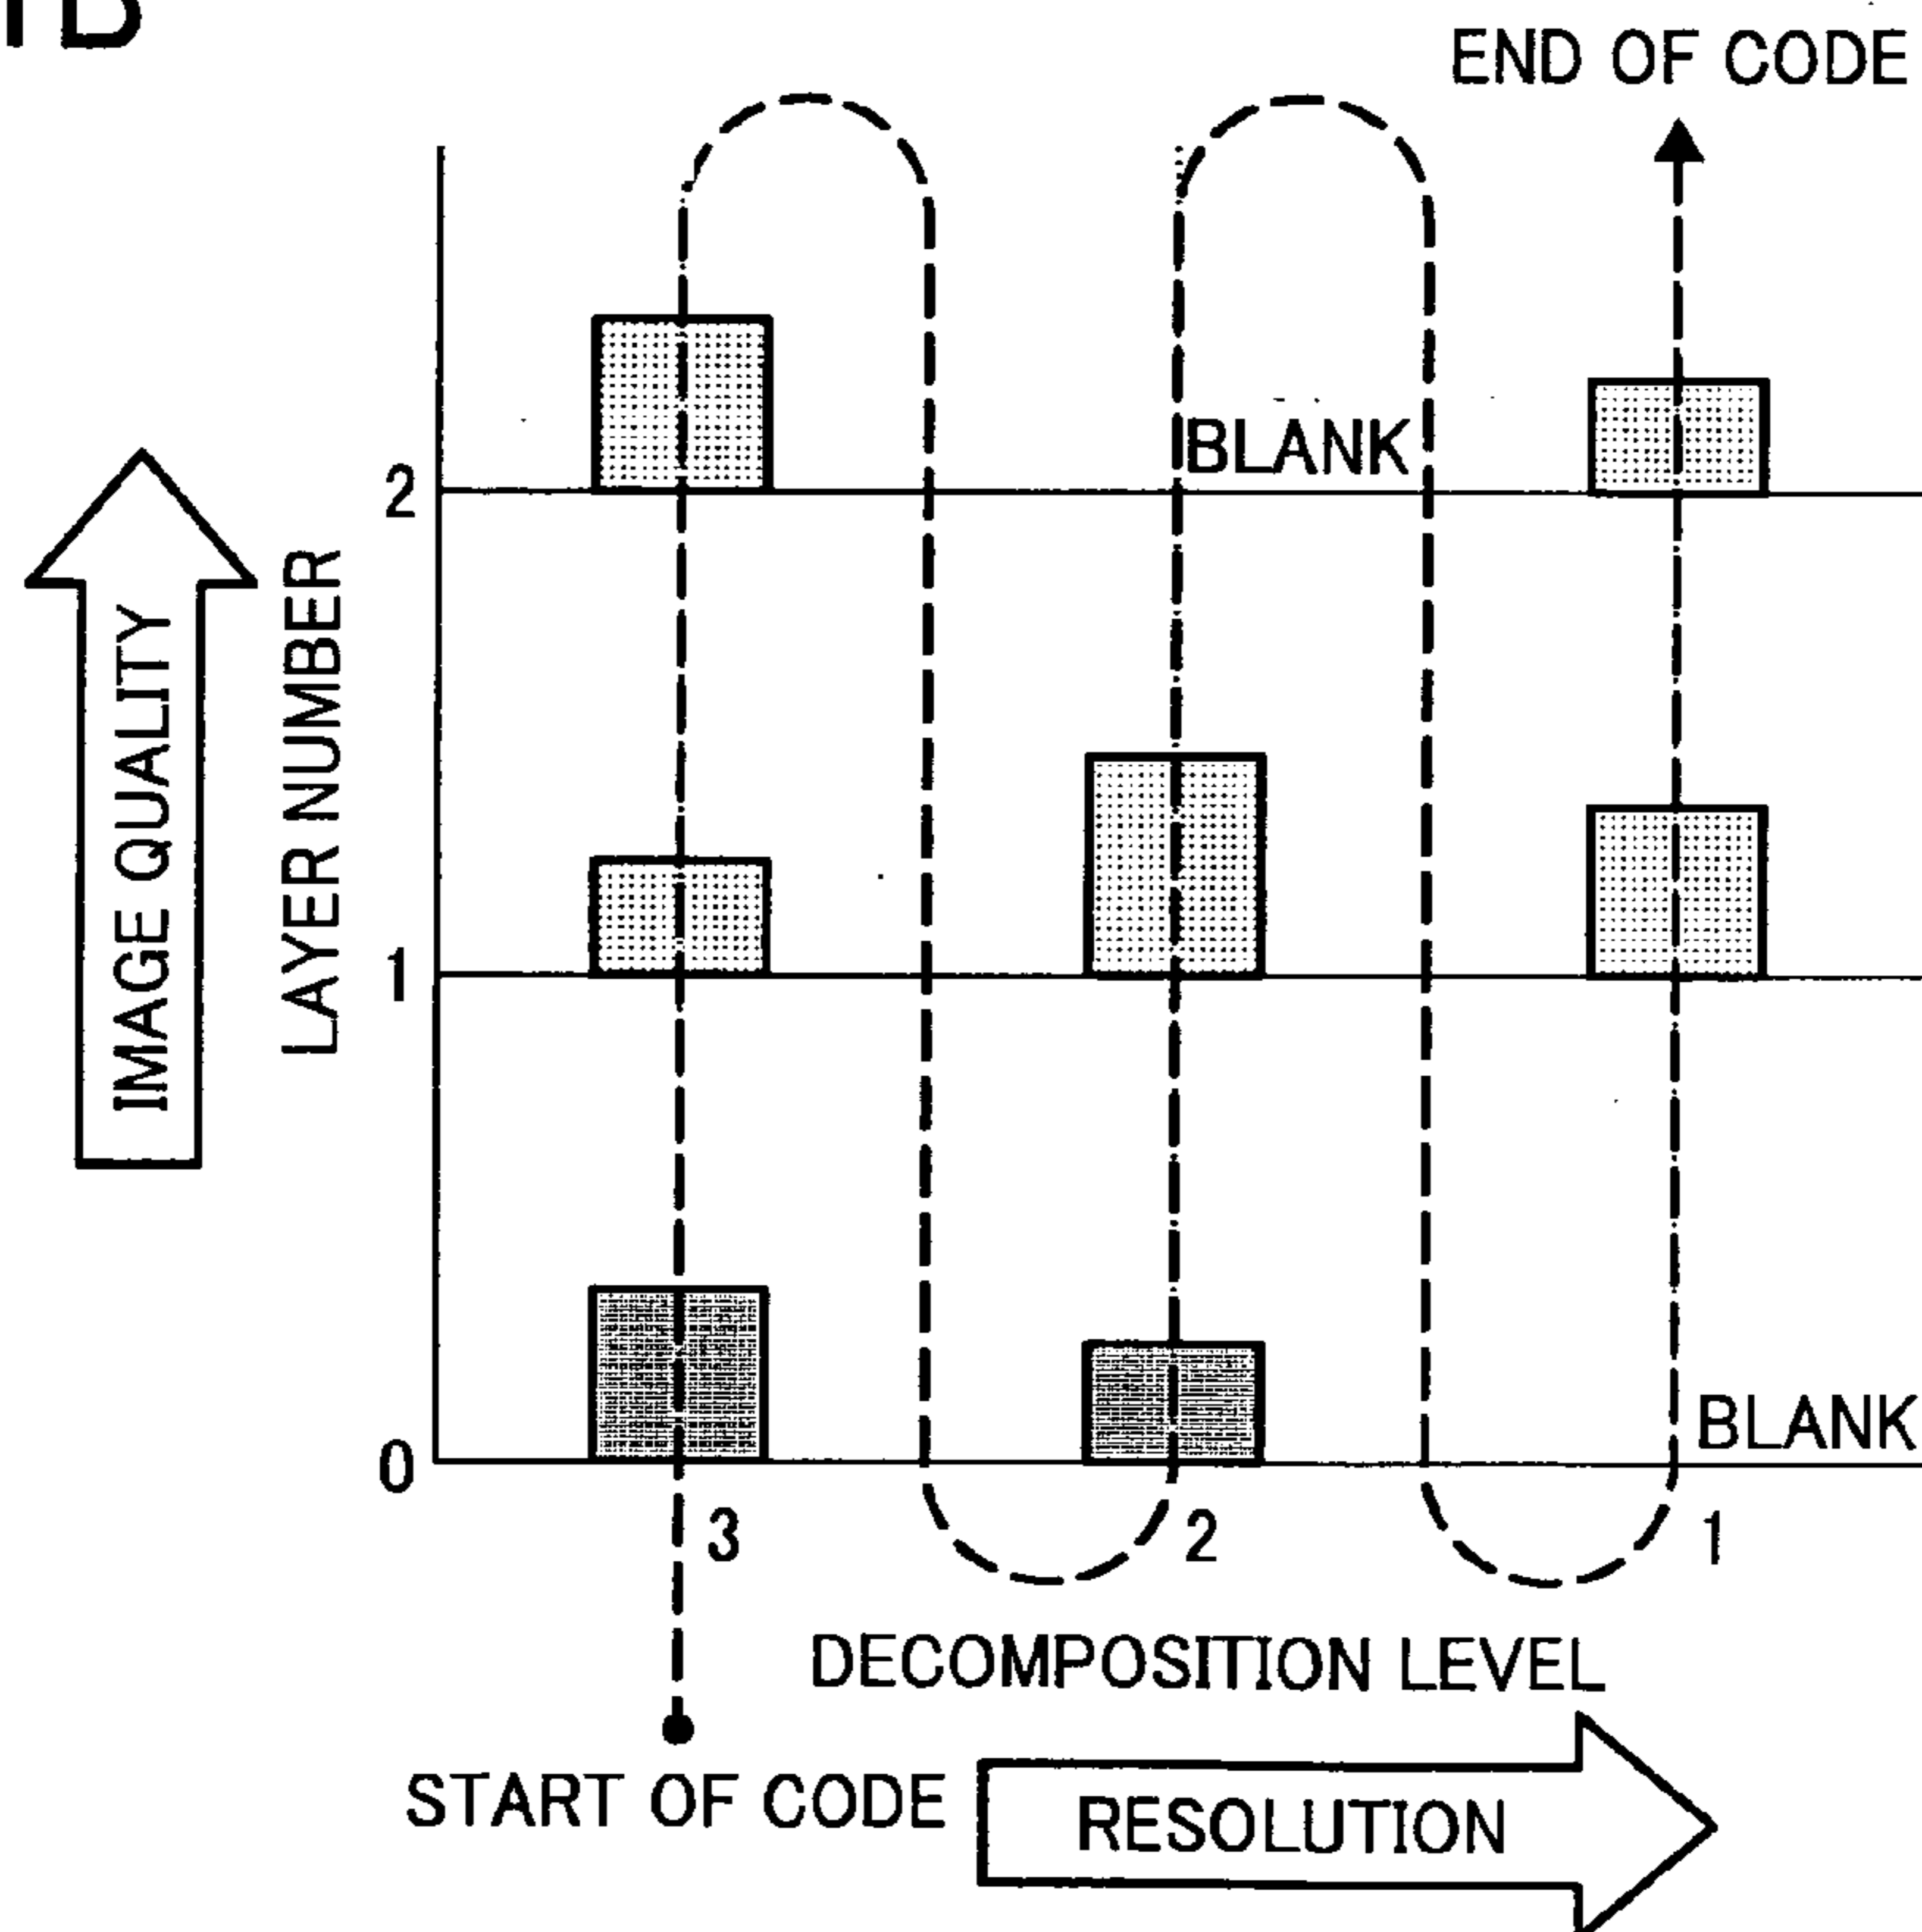 END OF CODE
BLANK
2
IMAGE QUALITY
LAYER NUMBER
1
BLANK
0
3
2
1
DECOMPOSITION LEVEL
START OF CODE
RESOLUTION